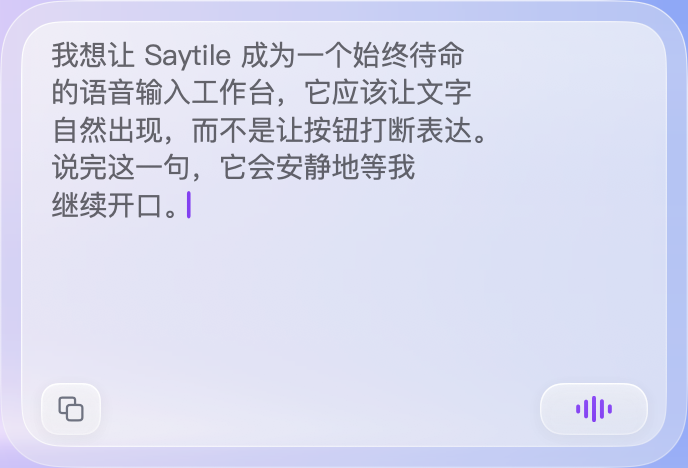 我想让 Saytile 成为一个始终待命
的语音输入工作台，它应该让文字
自然出现，而不是让按钮打断表达。
说完这一句，它会安静地等我
继续开口。